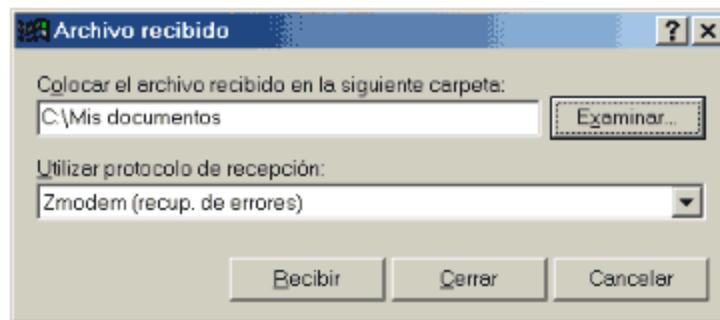 Archivo recibido
Colocar el archivo recibido en la siguiente carpeta:
C:\Mis documentos
Examinar...
Utilizar protocolo de recepción:
Zmodem (recup. de errores)
Recibir
Cerrar
Cancelar